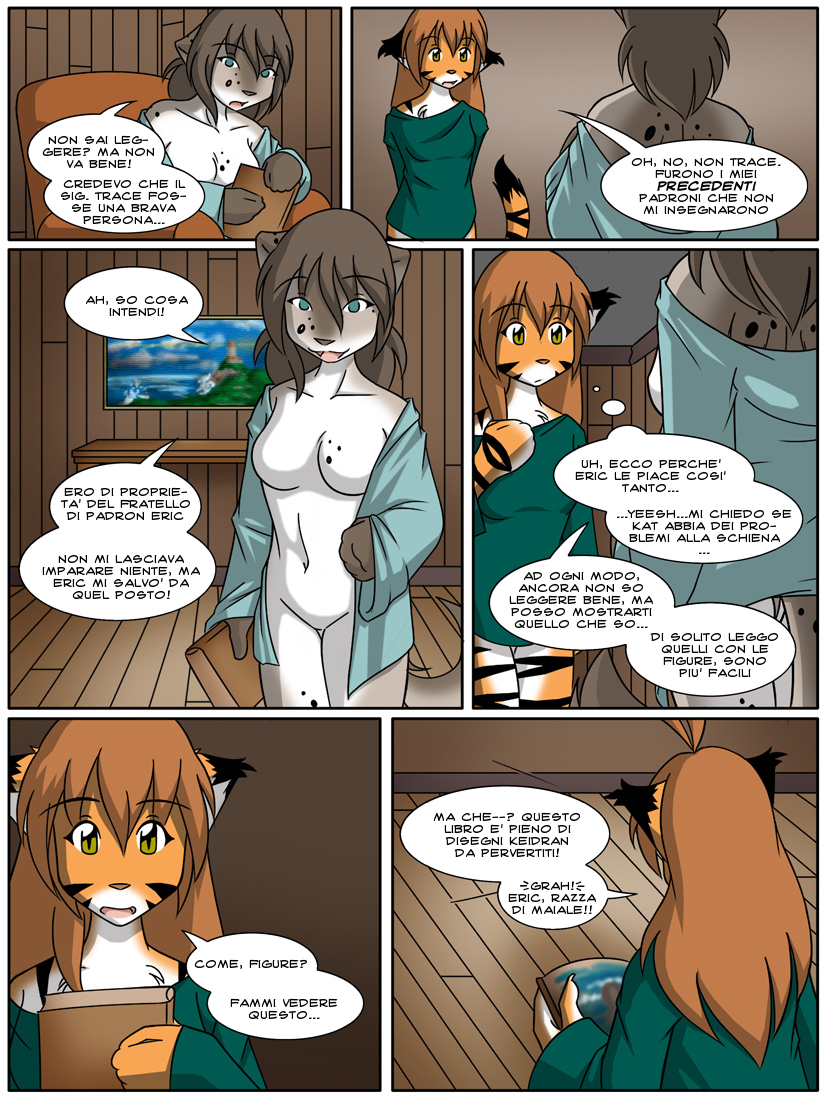 NON SAI LEG-
GERE? MA NON
VA BENE!
CREDEVO CHE IL
SIG. TRACE FOS-
SE UNA BRAVA
PERSONA...
OH, NO, NON TRACE.
FURONO I MIEI
PRECEDENTI
PADRONI CHE NON
MI INSEGNARONO
AH, SO COSA
INTENDI!
ERO DI PROPRIE-
TA' DEL FRATELLO
DI PADRON ERIC
NON MI LASCIAVA
IMPARARE NIENTE, MA
ERIC MI SALVO' DA
QUEL POSTO!
UH, ECCO PERCHE'
ERIC LE PIACE COSI'
TANTO...
...YEESH...MI CHIEDO SE
KAT ABBIA DEI PRO-
BLEMI ALLA SCHIENA
...
AD OGNI MODO,
ANCORA NON SO
LEGGERE BENE, MA
POSSO MOSTRARTI
QUELLO CHE SO...
DI SOLITO LEGGO
QUELLI CON LE
FIGURE, SONO
PIU' FACILI
COME, FIGURE?
FAMMI VEDERE
QUESTO...
MA CHE--? QUESTO
LIBRO E' PIENO DI
DISEGNI KEIDRAN
DA PERVERTITI!
GRAH!
ERIC, RAZZA
DI MAIALE!!